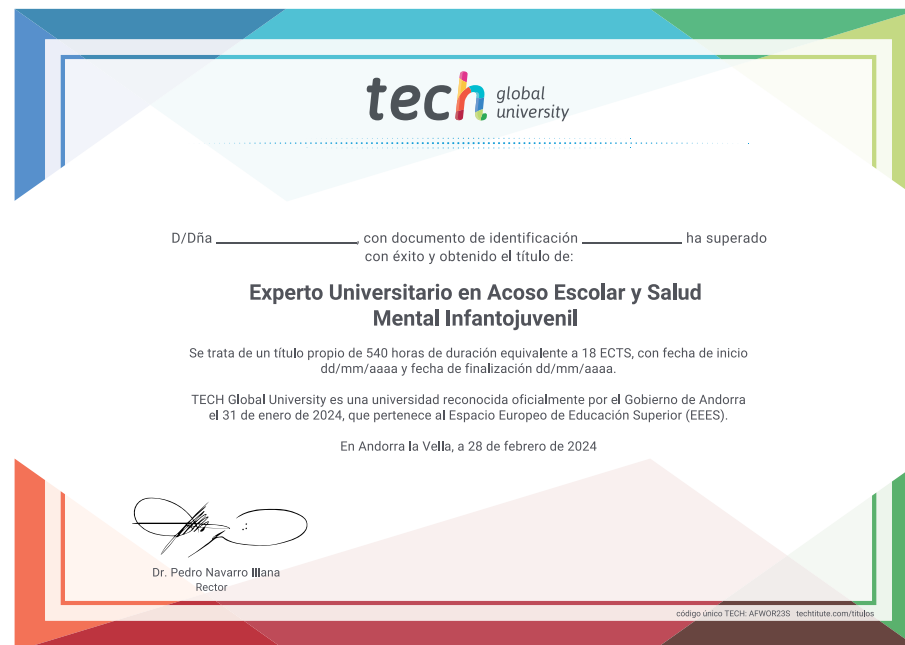 tech global university
D/Dña ____________________, con documento de identificación ______________ ha superado
con éxito y obtenido el título de:
Experto Universitario en Acoso Escolar y Salud
Mental Infantojuvenil
Se trata de un título propio de 540 horas de duración equivalente a 18 ECTS, con fecha de inicio
dd/mm/aaaa y fecha de finalización dd/mm/aaaa.
TECH Global University es una universidad reconocida oficialmente por el Gobierno de Andorra
el 31 de enero de 2024, que pertenece al Espacio Europeo de Educación Superior (EEES).
En Andorra la Vella, a 28 de febrero de 2024
Dr. Pedro Navarro Illana
Rector
código único TECH: AFWOR23S techtitute.com/titulos